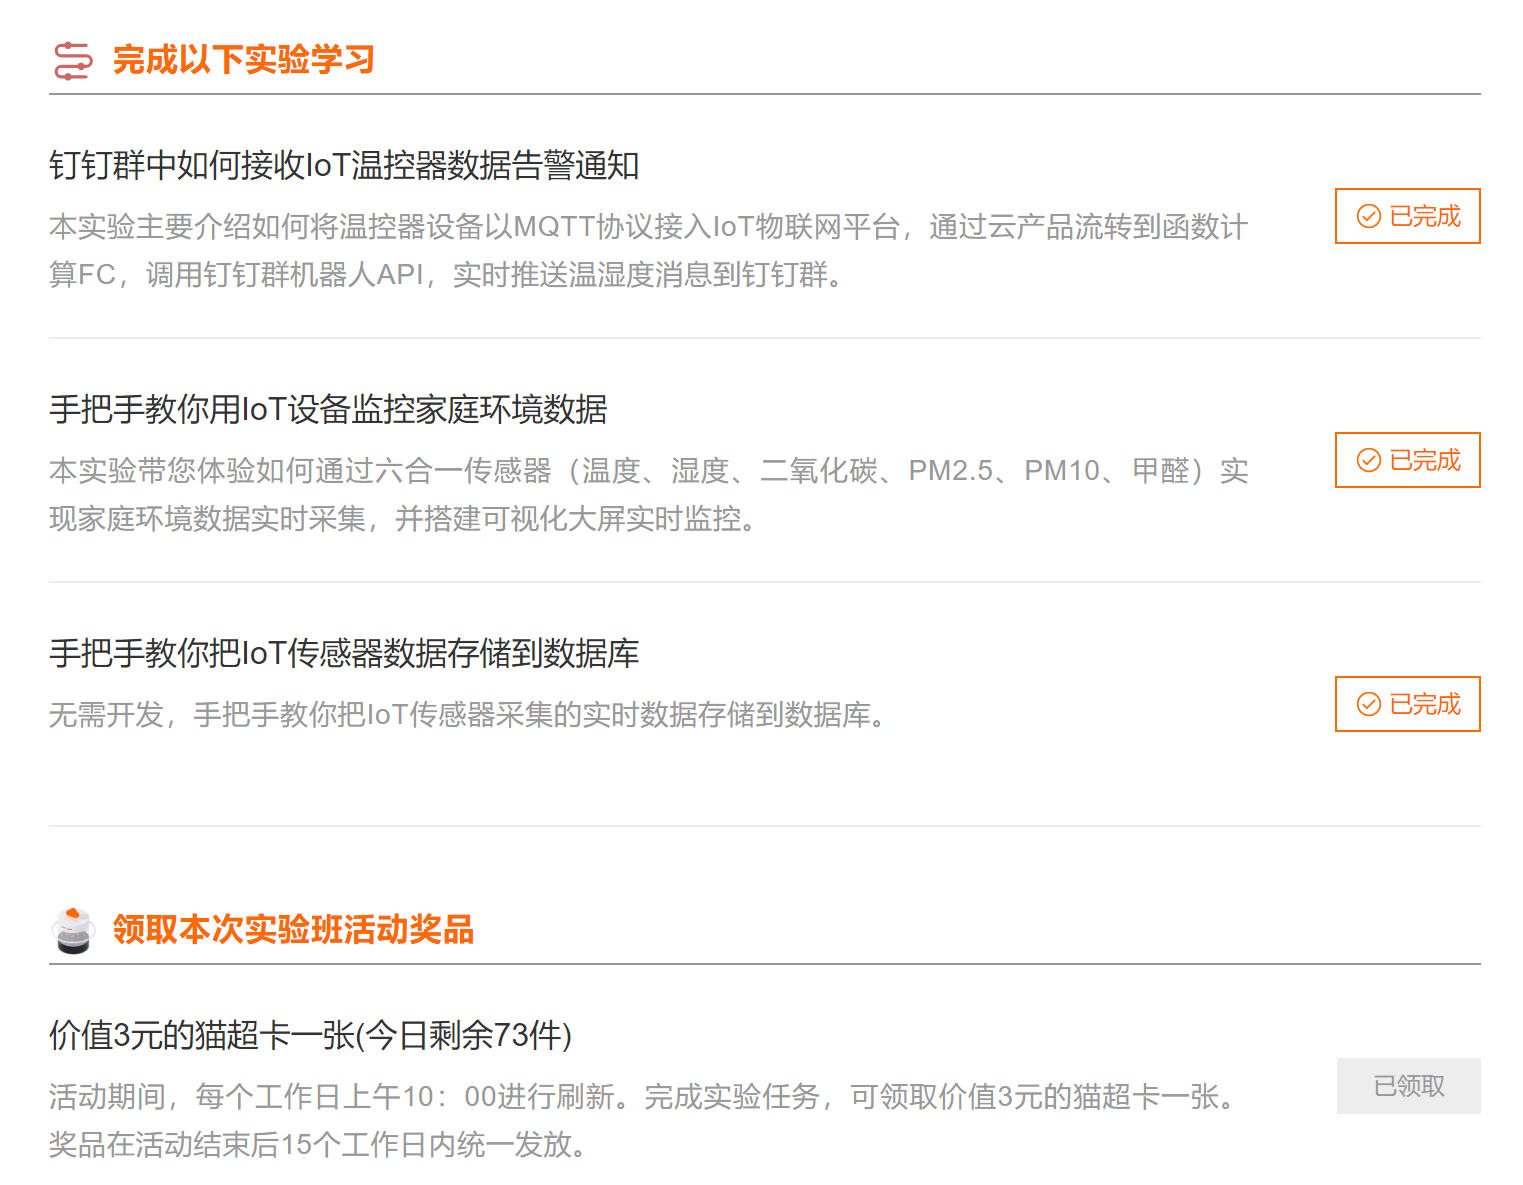 完成以下实验学习
钉钉群中如何接收IoT温控器数据告警通知
本实验主要介绍如何将温控器设备以MQTT协议接入IoT物联网平台，通过云产品流转到函数计
算FC，调用钉钉群机器人API，实时推送温湿度消息到钉钉群。
已完成
手把手教你用IoT设备监控家庭环境数据
本实验带您体验如何通过六合一传感器（温度、湿度、二氧化碳、PM2.5、PM10、甲醛）实
现家庭环境数据实时采集，并搭建可视化大屏实时监控。
已完成
手把手教你把IoT传感器数据存储到数据库
无需开发，手把手教你把IoT传感器采集的实时数据存储到数据库。
已完成
领取本次实验班活动奖品
价值3元的猫超卡一张(今日剩余73件)
活动期间，每个工作日上午10：00进行刷新。完成实验任务，可领取价值3元的猫超卡一张。
奖品在活动结束后15个工作日内统一发放。
已领取